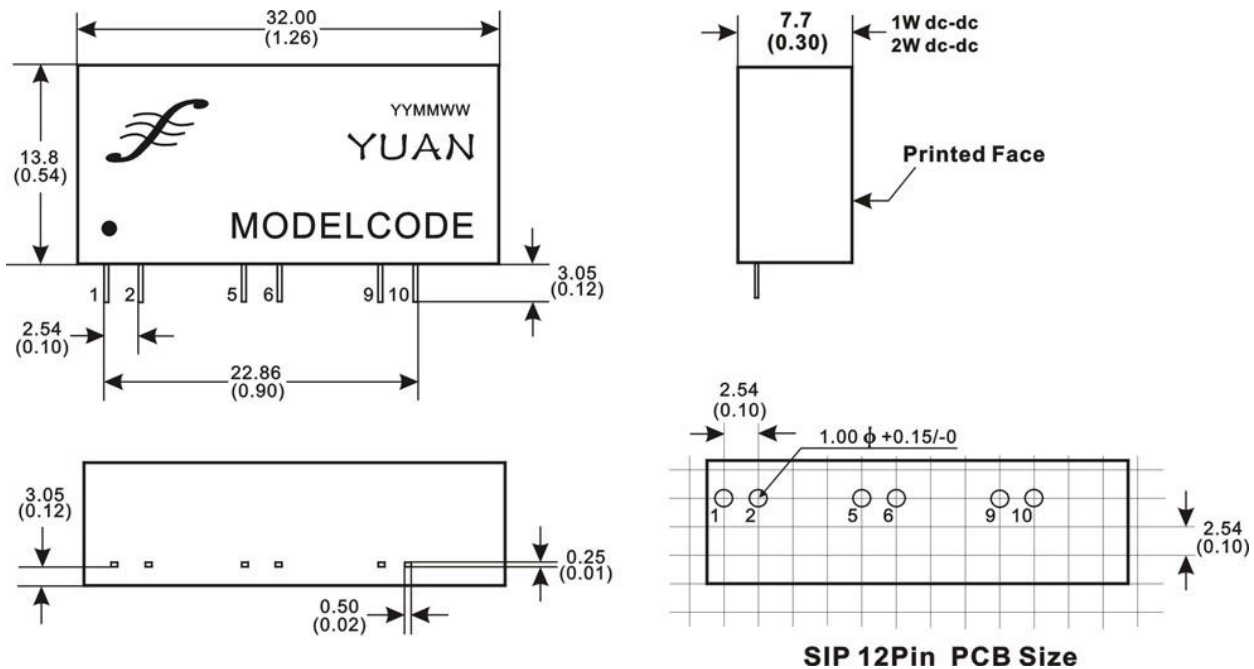 32.00
(1.26)
YYMMWW
YUAN
13.8
(0.54)
MODELCODE
1 2 5 6 9 10
3.05
(0.12)
2.54
(0.10)
22.86
(0.90)
7.7
(0.30)
1W dc-dc
2W dc-dc
Printed Face
3.05
(0.12)
0.25
(0.01)
0.50
(0.02)
2.54
(0.10)
1.00 ϕ +0.15/-0
1 2 5 6 9 10
2.54
(0.10)
SIP 12Pin PCB Size